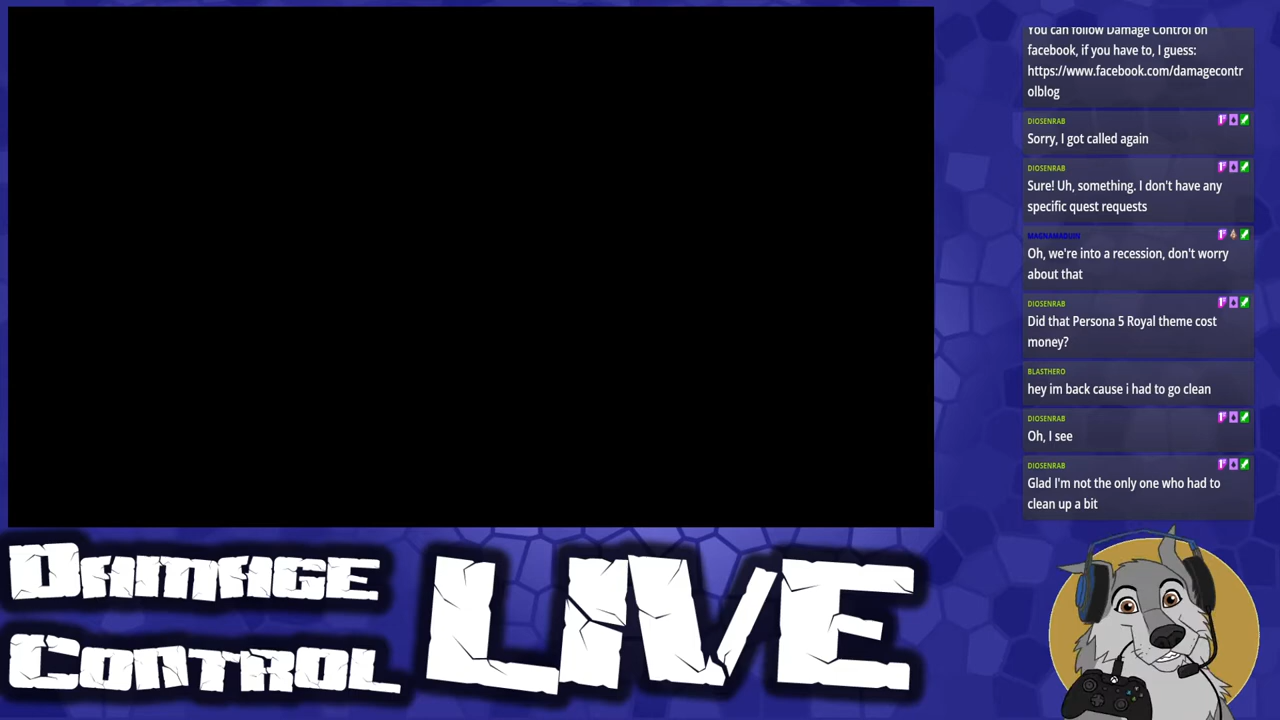 You can follow Damage Control on
facebook, if you have to, I guess:
https://www.facebook.com/damagecontr
olblog
DIOSENRAB
Sorry, I got called again
DIOSENRAB
Sure! Uh, something. I don't have any
specific quest requests
MAGNAMADUIN
Oh, we're into a recession, don't worry
about that
DIOSENRAB
Did that Persona 5 Royal theme cost
money?
BLASTHERO
hey im back cause i had to go clean
DIOSENRAB
Oh, I see
DIOSENRAB
Glad I'm not the only one who had to
clean up a bit
DAMAGE
CONTROL
LIVE